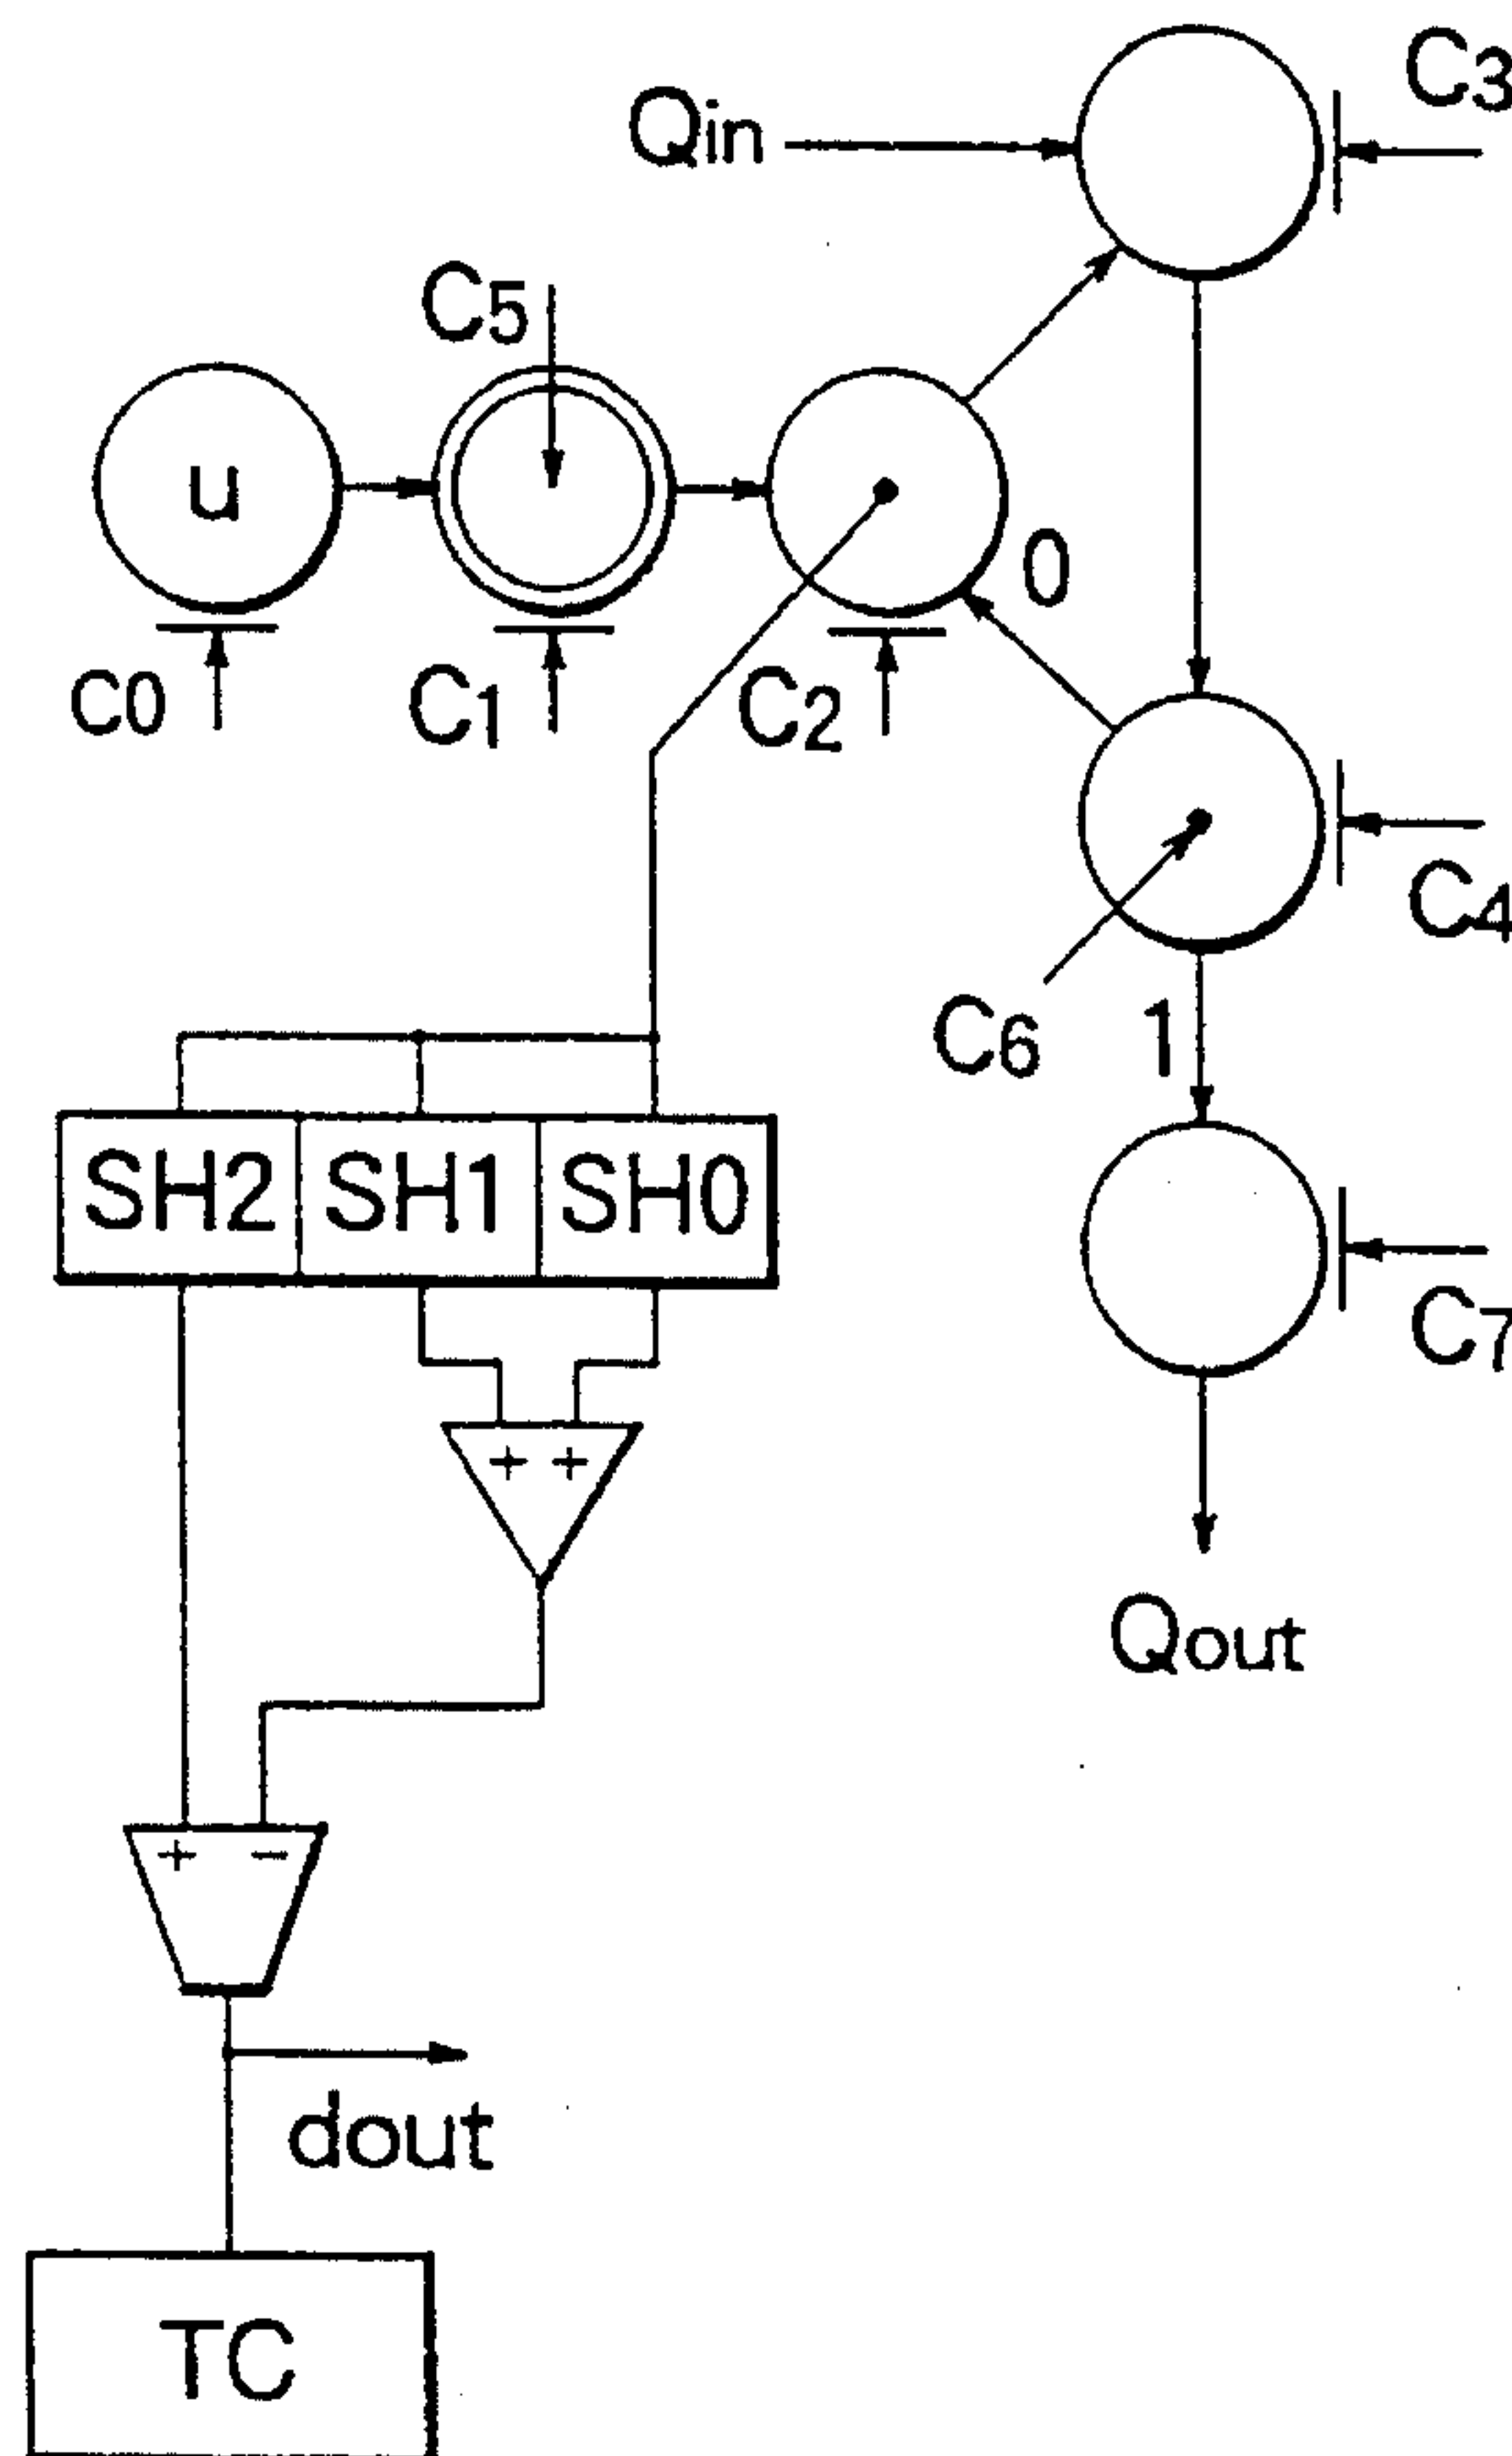 C3
Qin
C5
u
0
C0
C1
C2
C4
C6
1
SH2 SH1 SH0
+ +
C7
Qout
+ −
dout
TC